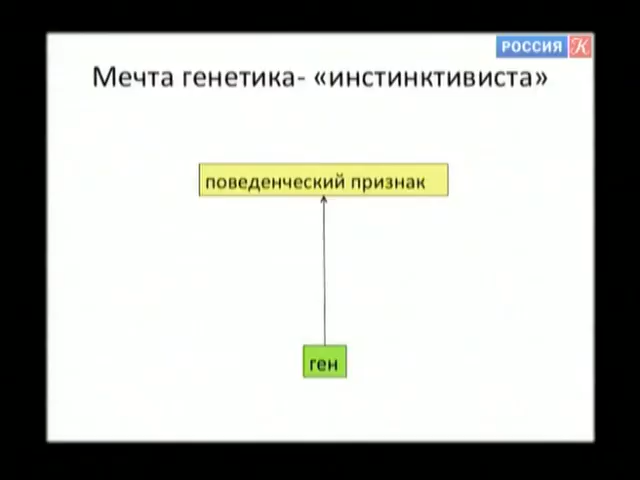 РОССИЯ К
Мечта генетика- «инстинктивиста»
поведенческий признак
ген